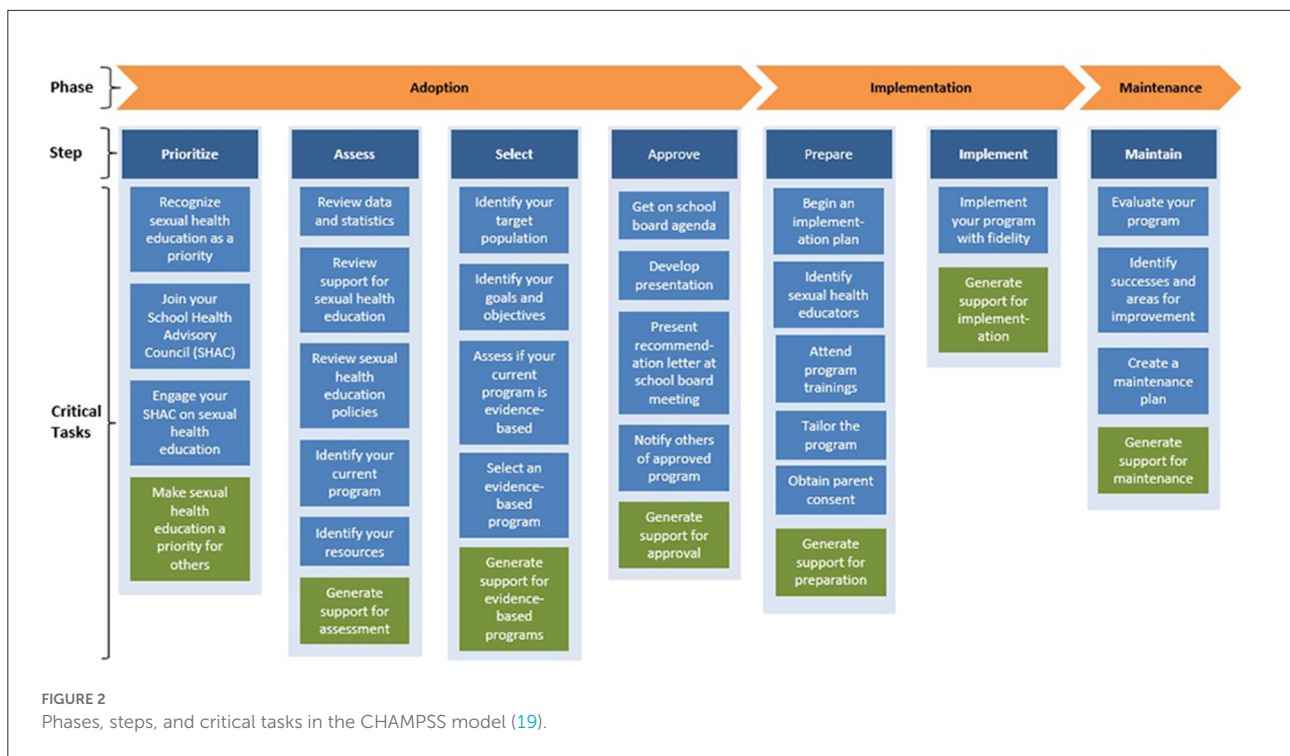 Phase
Adoption
Implementation
Maintenance
Step
Prioritize
Assess
Select
Approve
Prepare
Implement
Maintain
Critical
Tasks
Recognize
sexual health
education as a
priority
Join your
School Health
Advisory
Council (SHAC)
Engage your
SHAC on sexual
health
education
Make sexual
health
education a
priority for
others
Review data
and statistics
Review
support for
sexual health
education
Review sexual
health
education
policies
Identify your
current
program
Identify your
resources
Generate
support for
assessment
Identify your
target
population
Identify your
goals and
objectives
Assess if your
current
program is
evidence-
based
Select an
evidence-
based
program
Generate
support for
evidence-
based
programs
Get on school
board agenda
Develop
presentation
Present
recommend-
ation letter at
school board
meeting
Notify others
of approved
program
Generate
support for
approval
Begin an
implement-
ation plan
Identify
sexual health
educators
Attend
program
trainings
Tailor the
program
Obtain parent
consent
Generate
support for
preparation
Implement
your program
with fidelity
Generate
support for
implement-
ation
Evaluate your
program
Identify
successes and
areas for
improvement
Create a
maintenance
plan
Generate
support for
maintenance
FIGURE 2
Phases, steps, and critical tasks in the CHAMPSS model (19).